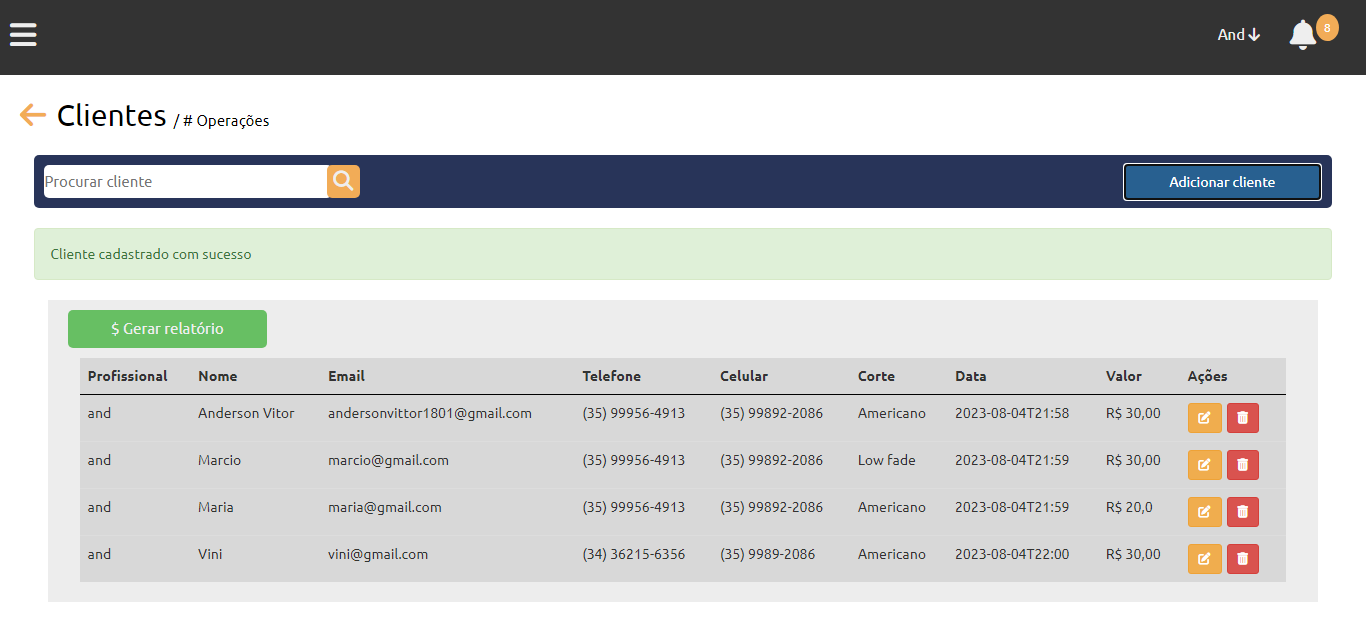 And 8
Clientes / # Operações
Procurar cliente Adicionar cliente
Cliente cadastrado com sucesso
$ Gerar relatório
Profissional Nome Email Telefone Celular Corte Data Valor Ações
and Anderson Vitor andersonvittor1801@gmail.com (35) 99956-4913 (35) 99892-2086 Americano 2023-08-04T21:58 R$ 30,00
and Marcio marcio@gmail.com (35) 99956-4913 (35) 99892-2086 Low fade 2023-08-04T21:59 R$ 30,00
and Maria maria@gmail.com (35) 99956-4913 (35) 99892-2086 Americano 2023-08-04T21:59 R$ 20,0
and Vini vini@gmail.com (34) 36215-6356 (35) 9989-2086 Americano 2023-08-04T22:00 R$ 30,00